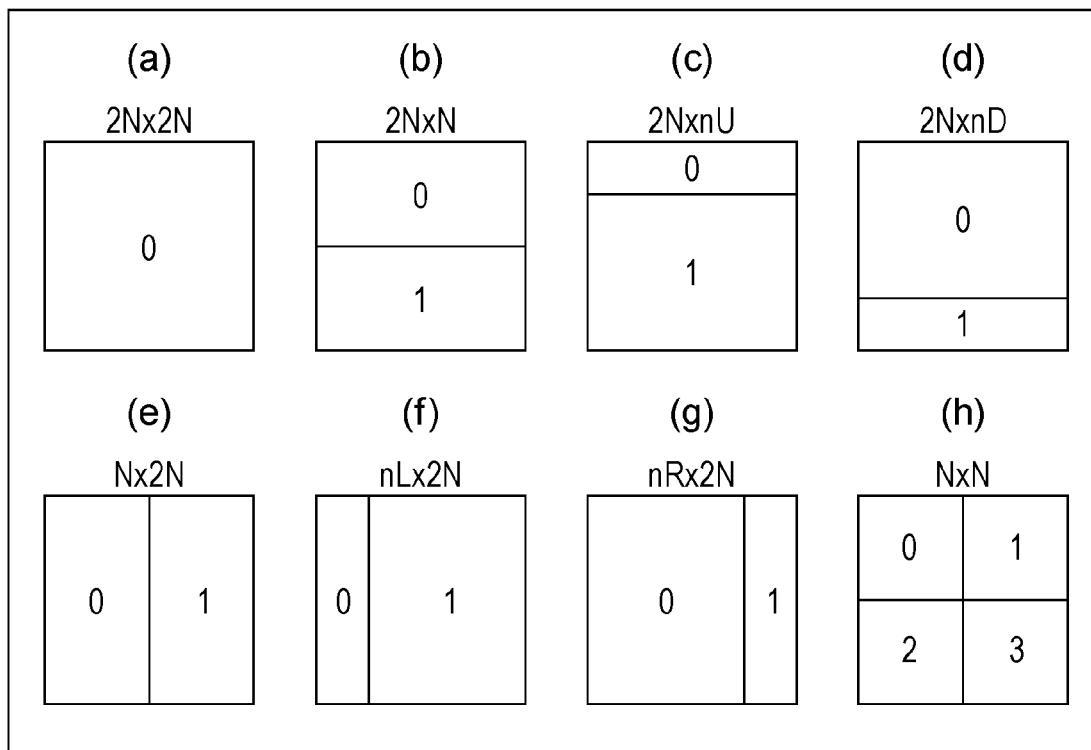 (a) (b) (c) (d)
2Nx2N 2NxN 2NxnU 2NxnD
0 0 0 0
1 1 1
(e) (f) (g) (h)
Nx2N nLx2N nRx2N NxN
0 1 0 1 0 1 0 1
2 3